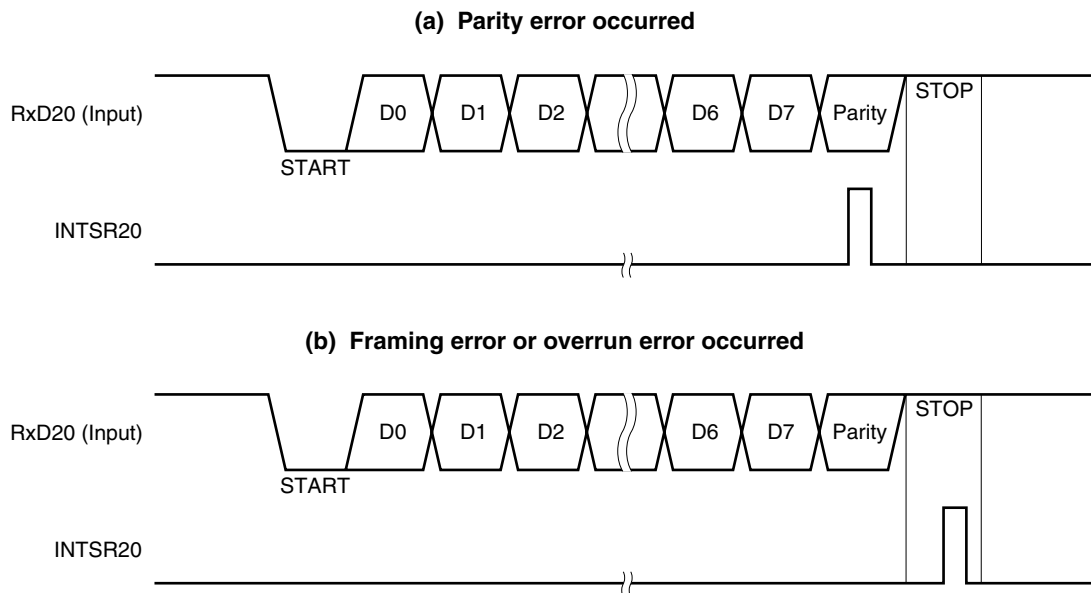 (a) Parity error occurred
RxD20 (Input)
D0 D1 D2 D6 D7 Parity STOP
START
INTSR20
(b) Framing error or overrun error occurred
RxD20 (Input)
D0 D1 D2 D6 D7 Parity STOP
START
INTSR20